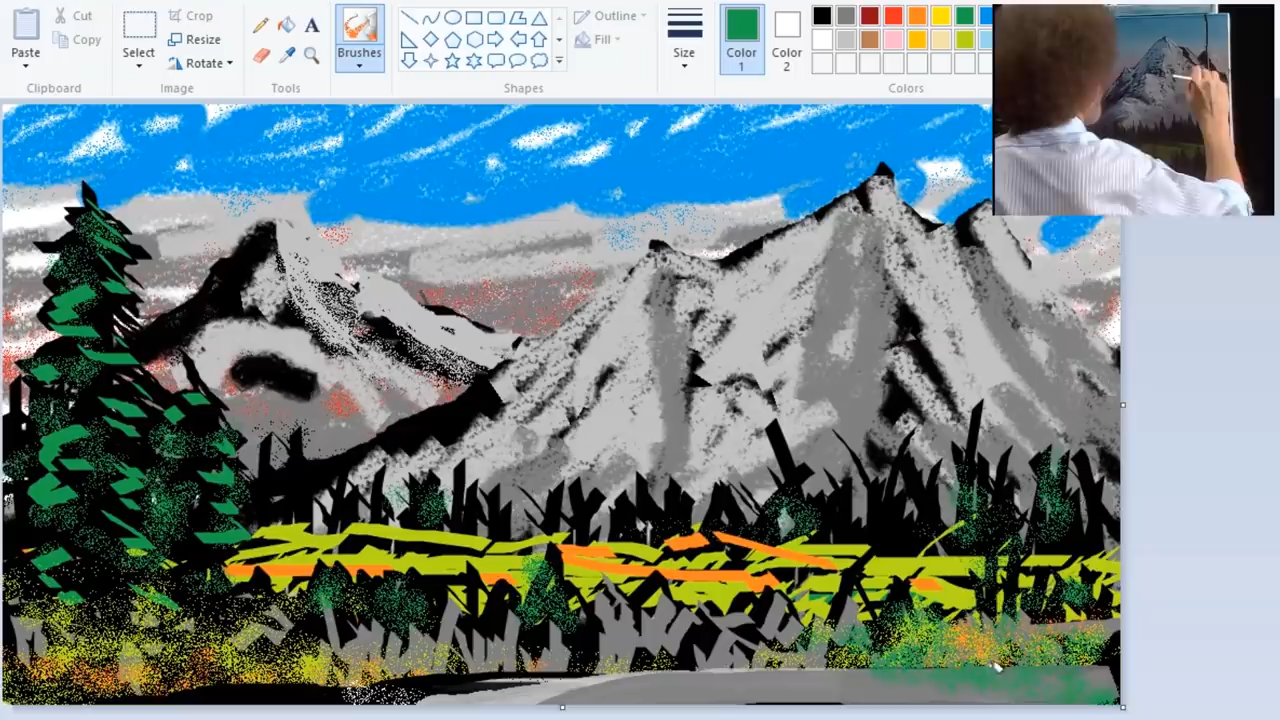 Paste
Cut
Copy
Clipboard
Select
Crop
Resize
Rotate
Image
A
Tools
Brushes
Outline
Fill
Shapes
Size
Color
1
Color
2
Colors